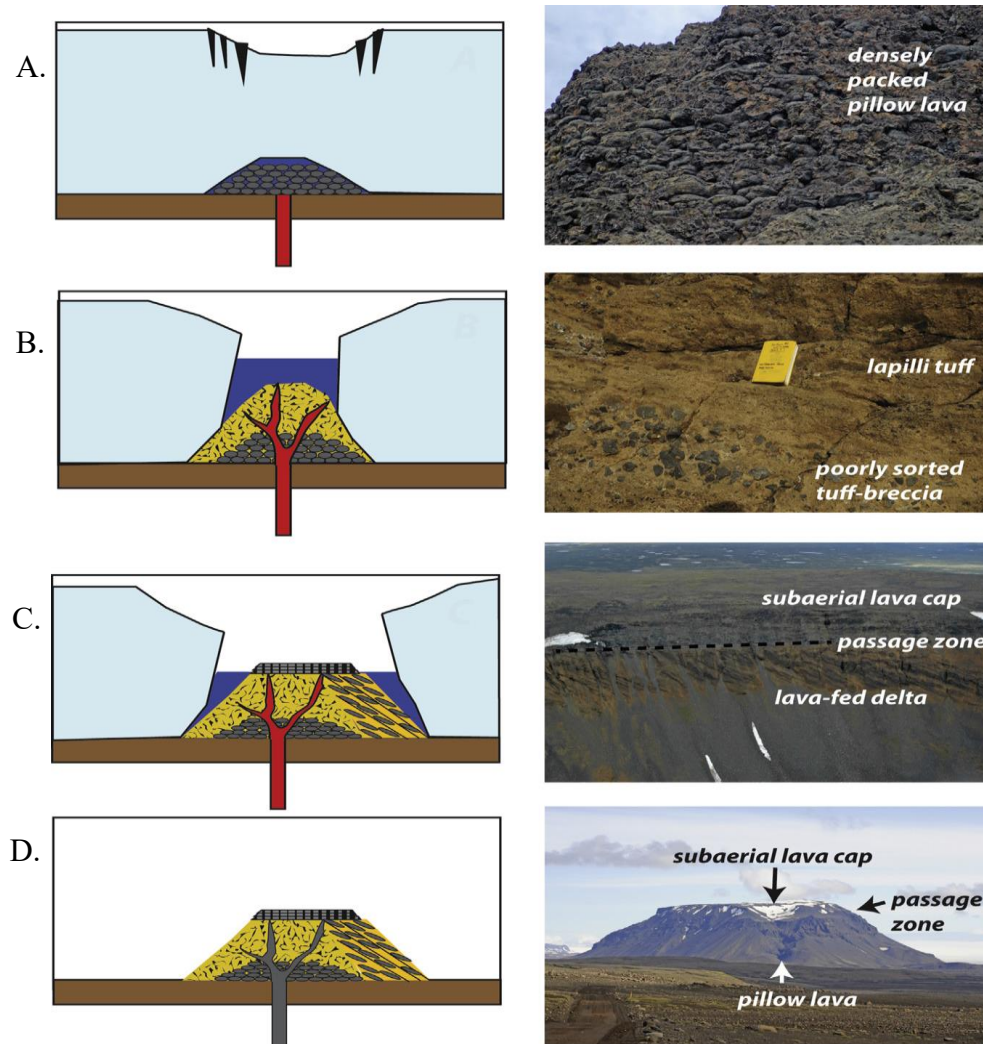 A.
densely
packed
pillow lava
B.
lapilli tuff
poorly sorted
tuff-breccia
C.
subaerial lava cap
passage zone
lava-fed delta
D.
subaerial lava cap
passage
zone
pillow lava